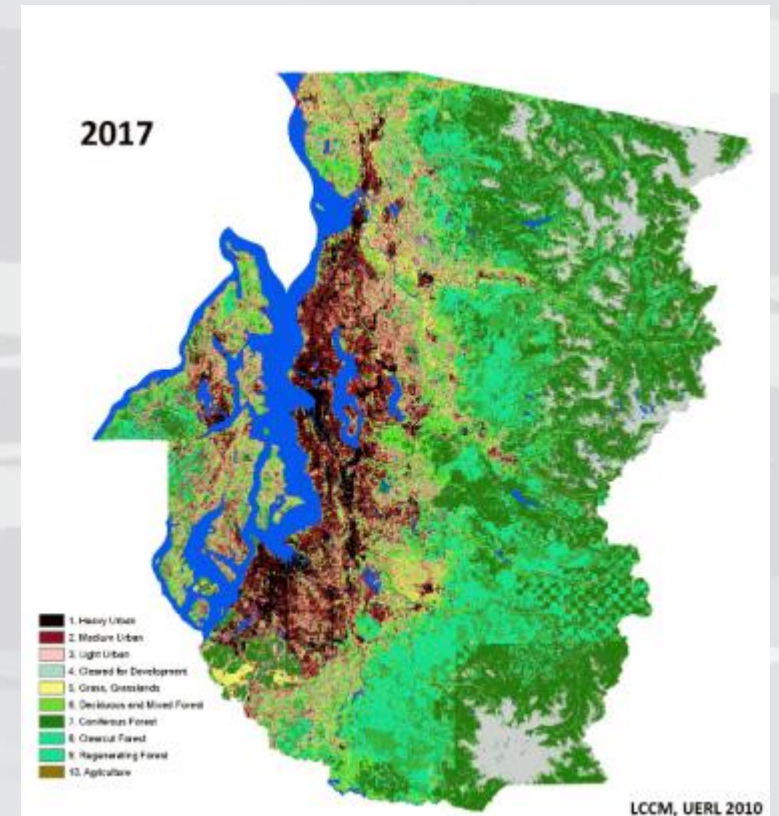 2017
1. Heavy Urban
2. Medium Urban
3. Light Urban
4. Cleared for Development
5. Grass, Grasslands
6. Deciduous and Mixed Forest
7. Coniferous Forest
8. Clearcut Forest
9. Regenerating Forest
10. Agriculture
LCCM, UERL 2010